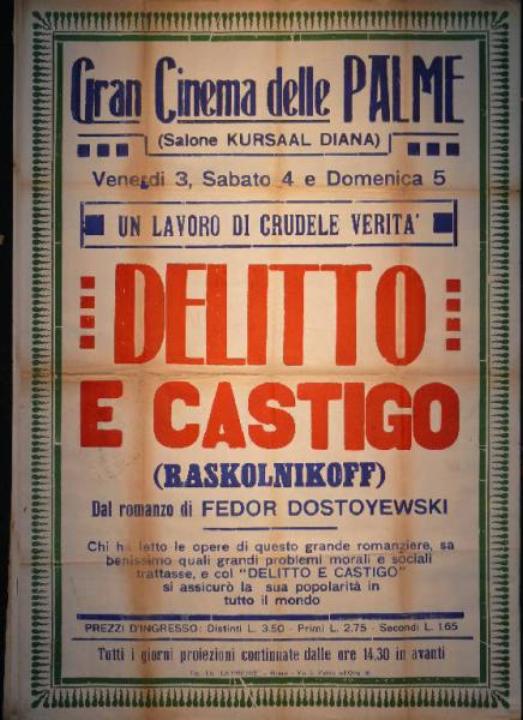 Gran Cinema delle PALME
(Salone KURSAAL DIANA)
Venerdi 3, Sabato 4 e Domenica 5
UN LAVORO DI CRUDELE VERITA'
DELITTO
E CASTIGO
(RASKOLNIKOFF)
Dal romanzo di FEDOR DOSTOYEWSKI
Chi ha letto le opere di questo grande romanziere, sa
benissimo quali grandi problemi morali e sociali
trattasse, e col "DELITTO E CASTIGO"
si assicurò la sua popolarità in
tutto il mondo
PREZZI D'INGRESSO: Distinti L. 3.50 - Primi L. 2.75 - Secondi L. 1.65
Tutti i giorni proiezioni continuate dalle ore 14,30 in avanti